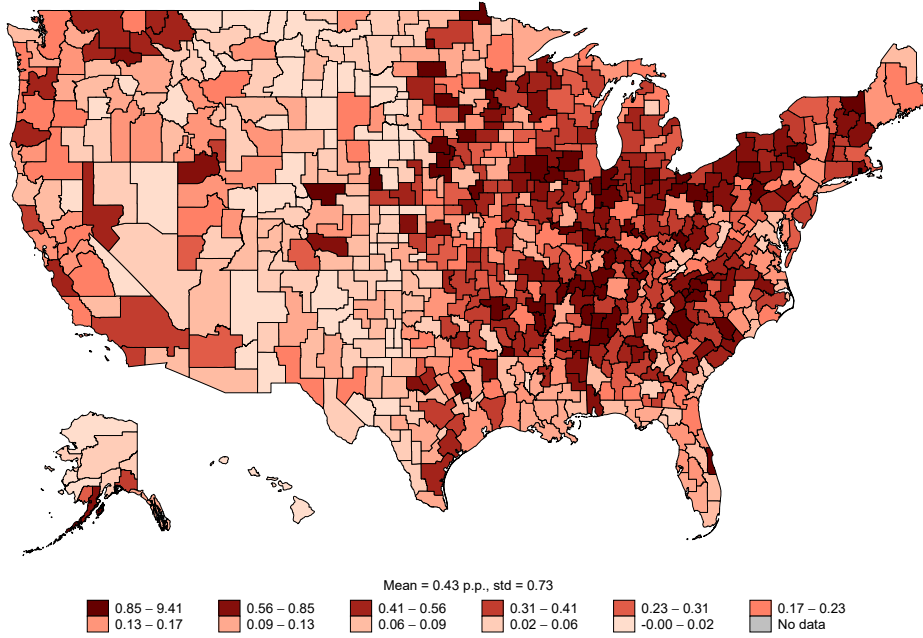 Mean = 0.43 p.p., std = 0.73
0.85 – 9.41 0.56 – 0.85 0.41 – 0.56 0.31 – 0.41 0.23 – 0.31 0.17 – 0.23
0.13 – 0.17 0.09 – 0.13 0.06 – 0.09 0.02 – 0.06 -0.00 – 0.02 No data